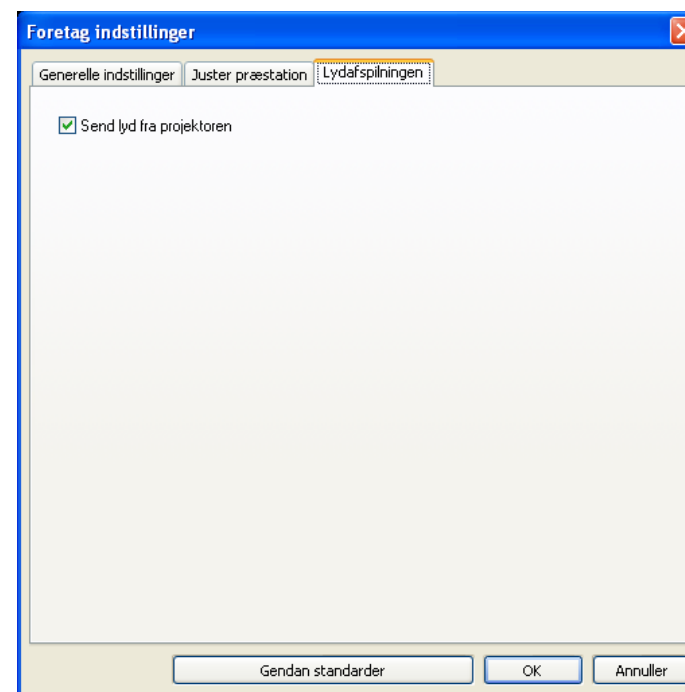 Foretag indstillinger
Generelle indstillinger Juster præstation Lydafspilningen
Send lyd fra projektoren
Gendan standarder OK Annuller